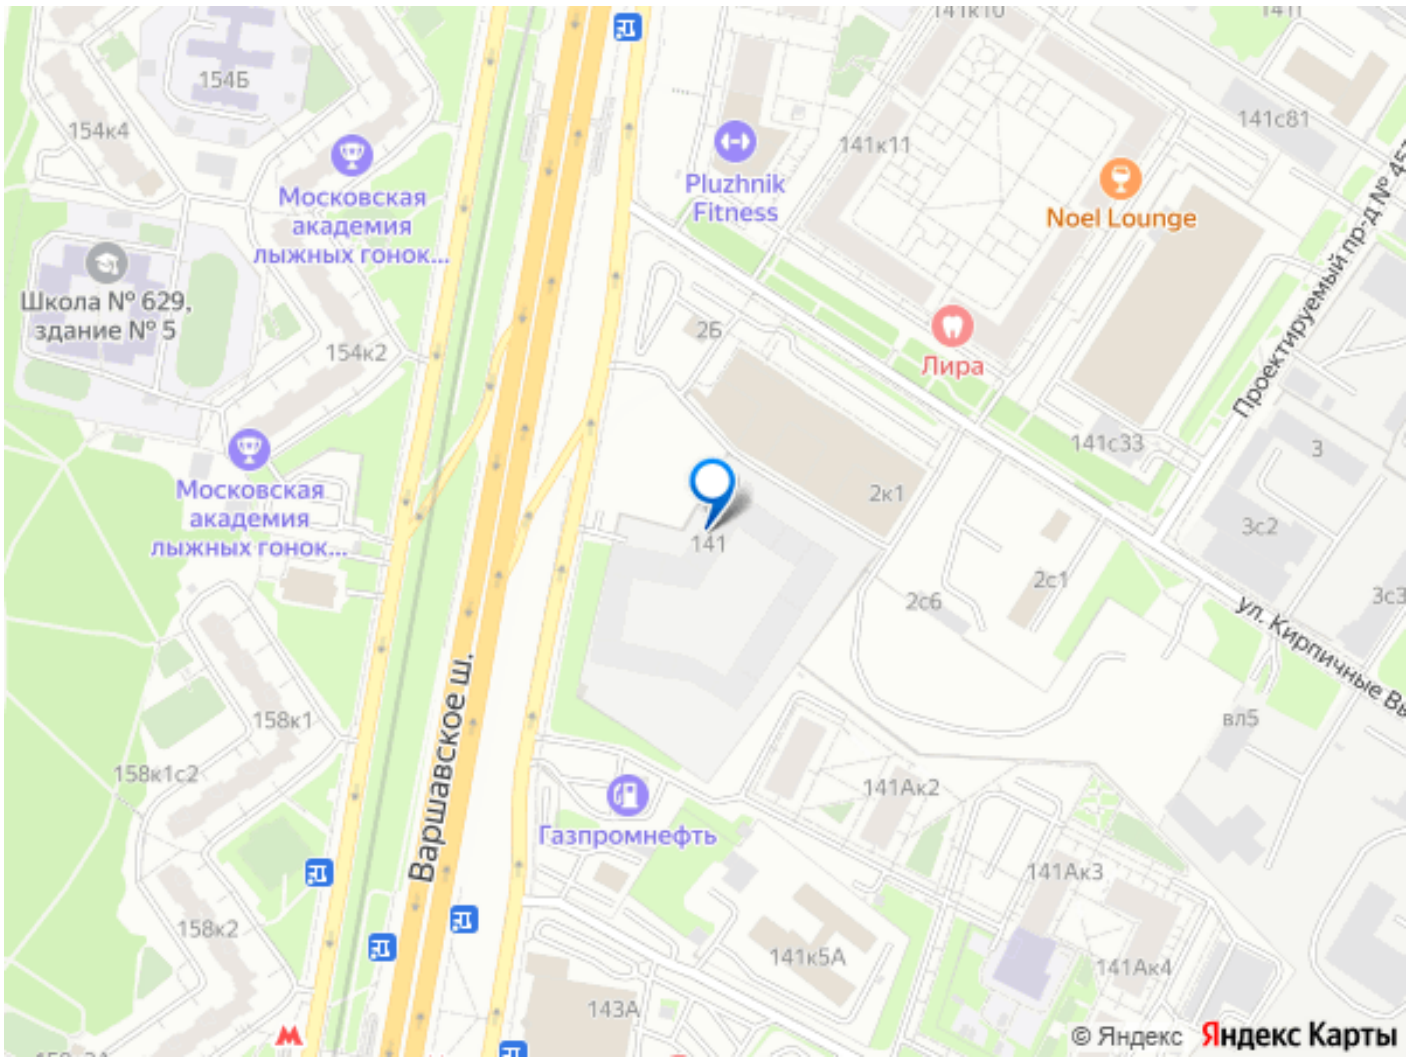 141к10
154Б
154к4
141с81
141к11
Pluzhnik
Fitness
Московская
академия
лыжных гонок...
Noel Lounge
Школа № 629,
здание № 5
Проектируемый пр-д №
2Б
154к2
Лира
141с33
3
Московская
академия
лыжных гонок...
2к1
3с2
141
2с1
2с6
3с3
ул. Кирпичные
Варшавское ш.
158к1
вл5
158к1с2
141Ак2
Газпромнефть
141Ак3
158к2
141к5А
141Ак4
143А
© Яндекс Яндекс Карты